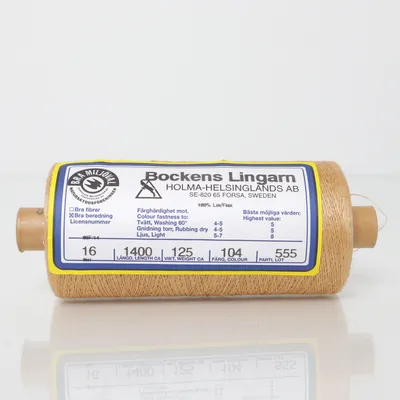 BRA MILJÖVAL
Bockens Lingarn
HOLMA-HELSINGLANDS AB
SE-820 65 FORSA, SWEDEN
100% Lin/Flax
Bra fibrer
Bra beredning
Licensnummer
Färghärdighet mot. Bästa möjliga värden:
Colour fastness to: Highest value:
Tvätt, Washing 60° 4-5 5
Gnidning torr, Rubbing dry 4-5 5
Ljus, Light 5-7 8
16 1400 125 104 555
LÄNGD, LENGTH CA VIKT, WEIGHT CA FÄRG, COLOUR PARTI, LOT